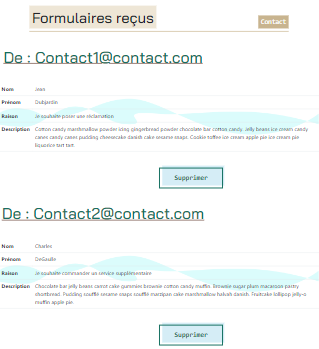 Formulaires reçus
Contact
De : Contact1@contact.com
Nom Jean
Prénom Dubjardin
Raison Je souhaite poser une réclamation
Description Cotton candy marshmallow powder icing gingerbread powder chocolate bar cotton candy. Jelly beans ice cream candy
canes candy canes pudding cheesecake danish cake sesame snaps. Cookie toffee ice cream apple pie ice cream pie
liquorice tart tart.
Supprimer
De : Contact2@contact.com
Nom Charles
Prénom DeGaulle
Raison Je souhaite commander un service supplémentaire
Description Chocolate bar jelly beans carrot cake gummies brownie cotton candy muffin. Brownie sugar plum macaroon pastry
shortbread. Pudding soufflé sesame snaps soufflé marzipan cake marshmallow halvah danish. Fruitcake lollipop jelly-o
muffin apple pie.
Supprimer